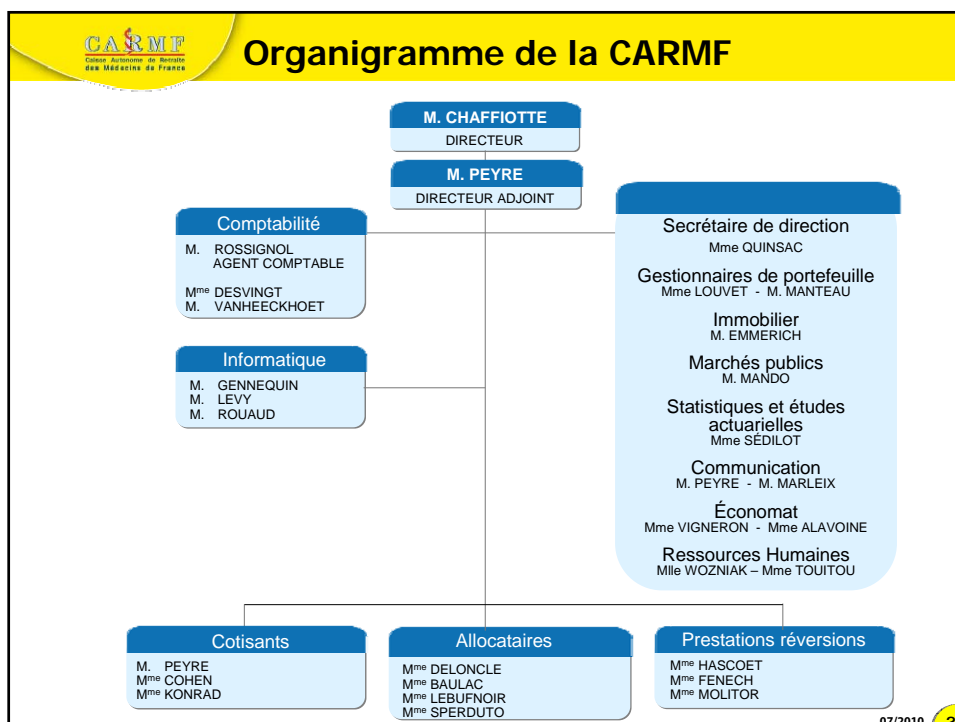 CARMF
Caisse Autonome de Retraite
des Médecins de France
Organigramme de la CARMF
M. CHAFFIOTTE
DIRECTEUR
M. PEYRE
DIRECTEUR ADJOINT
Comptabilité
M. ROSSIGNOL
AGENT COMPTABLE
Mme DESVINGT
M. VANHEECKHOET
Informatique
M. GENNEQUIN
M. LEVY
M. ROUAUD
Secrétaire de direction
Mme QUINSAC
Gestionnaires de portefeuille
Mme LOUVET - M. MANTEAU
Immobilier
M. EMMERICH
Marchés publics
M. MANDO
Statistiques et études
actuarielles
Mme SÉDILOT
Communication
M. PEYRE - M. MARLEIX
Économat
Mme VIGNERON - Mme ALAVOINE
Ressources Humaines
Mlle WOZNIAK – Mme TOUITOU
Cotisants
M. PEYRE
Mme COHEN
Mme KONRAD
Allocataires
Mme DELONCLE
Mme BAULAC
Mme LEBUFNOIR
Mme SPERDUTO
Prestations réversions
Mme HASCOET
Mme FENECH
Mme MOLITOR
07/2010